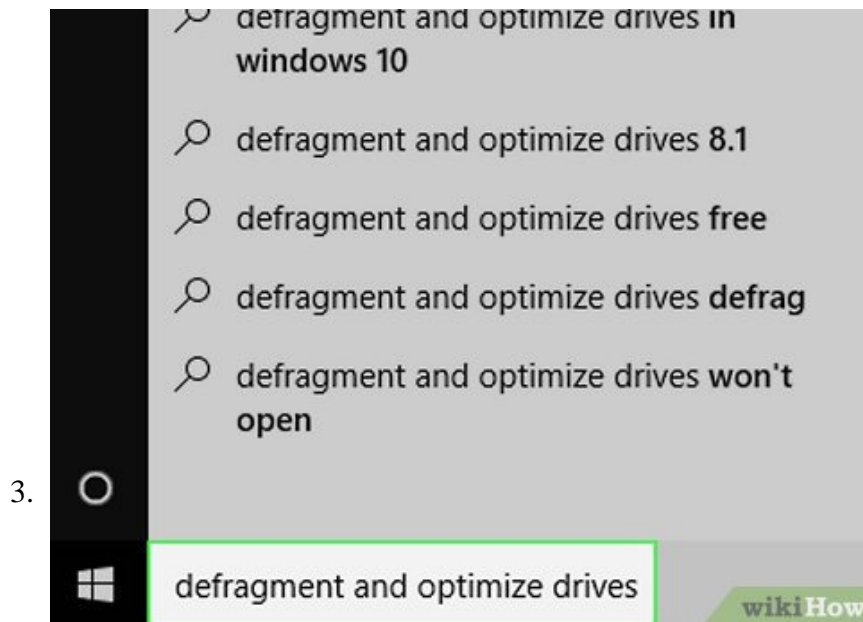 defragment and optimize drives in
windows 10
defragment and optimize drives 8.1
defragment and optimize drives free
defragment and optimize drives defrag
defragment and optimize drives won't
open
3.
defragment and optimize drives
wikiHow